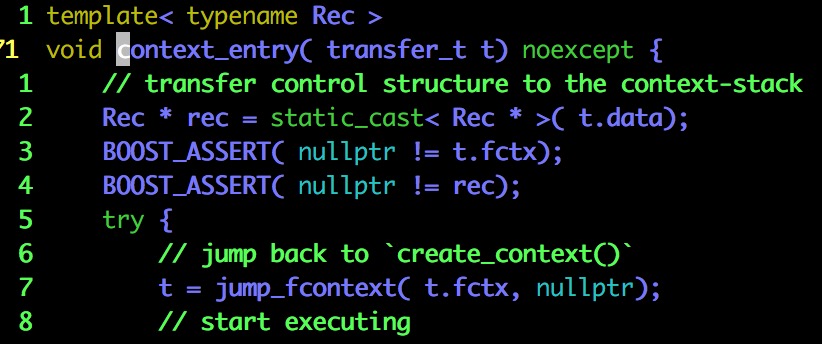 1 template< typename Rec >
71 void context_entry( transfer_t t) noexcept {
1 // transfer control structure to the context-stack
2 Rec * rec = static_cast< Rec * >( t.data);
3 BOOST_ASSERT( nullptr != t.fctx);
4 BOOST_ASSERT( nullptr != rec);
5 try {
6 // jump back to `create_context()`
7 t = jump_fcontext( t.fctx, nullptr);
8 // start executing